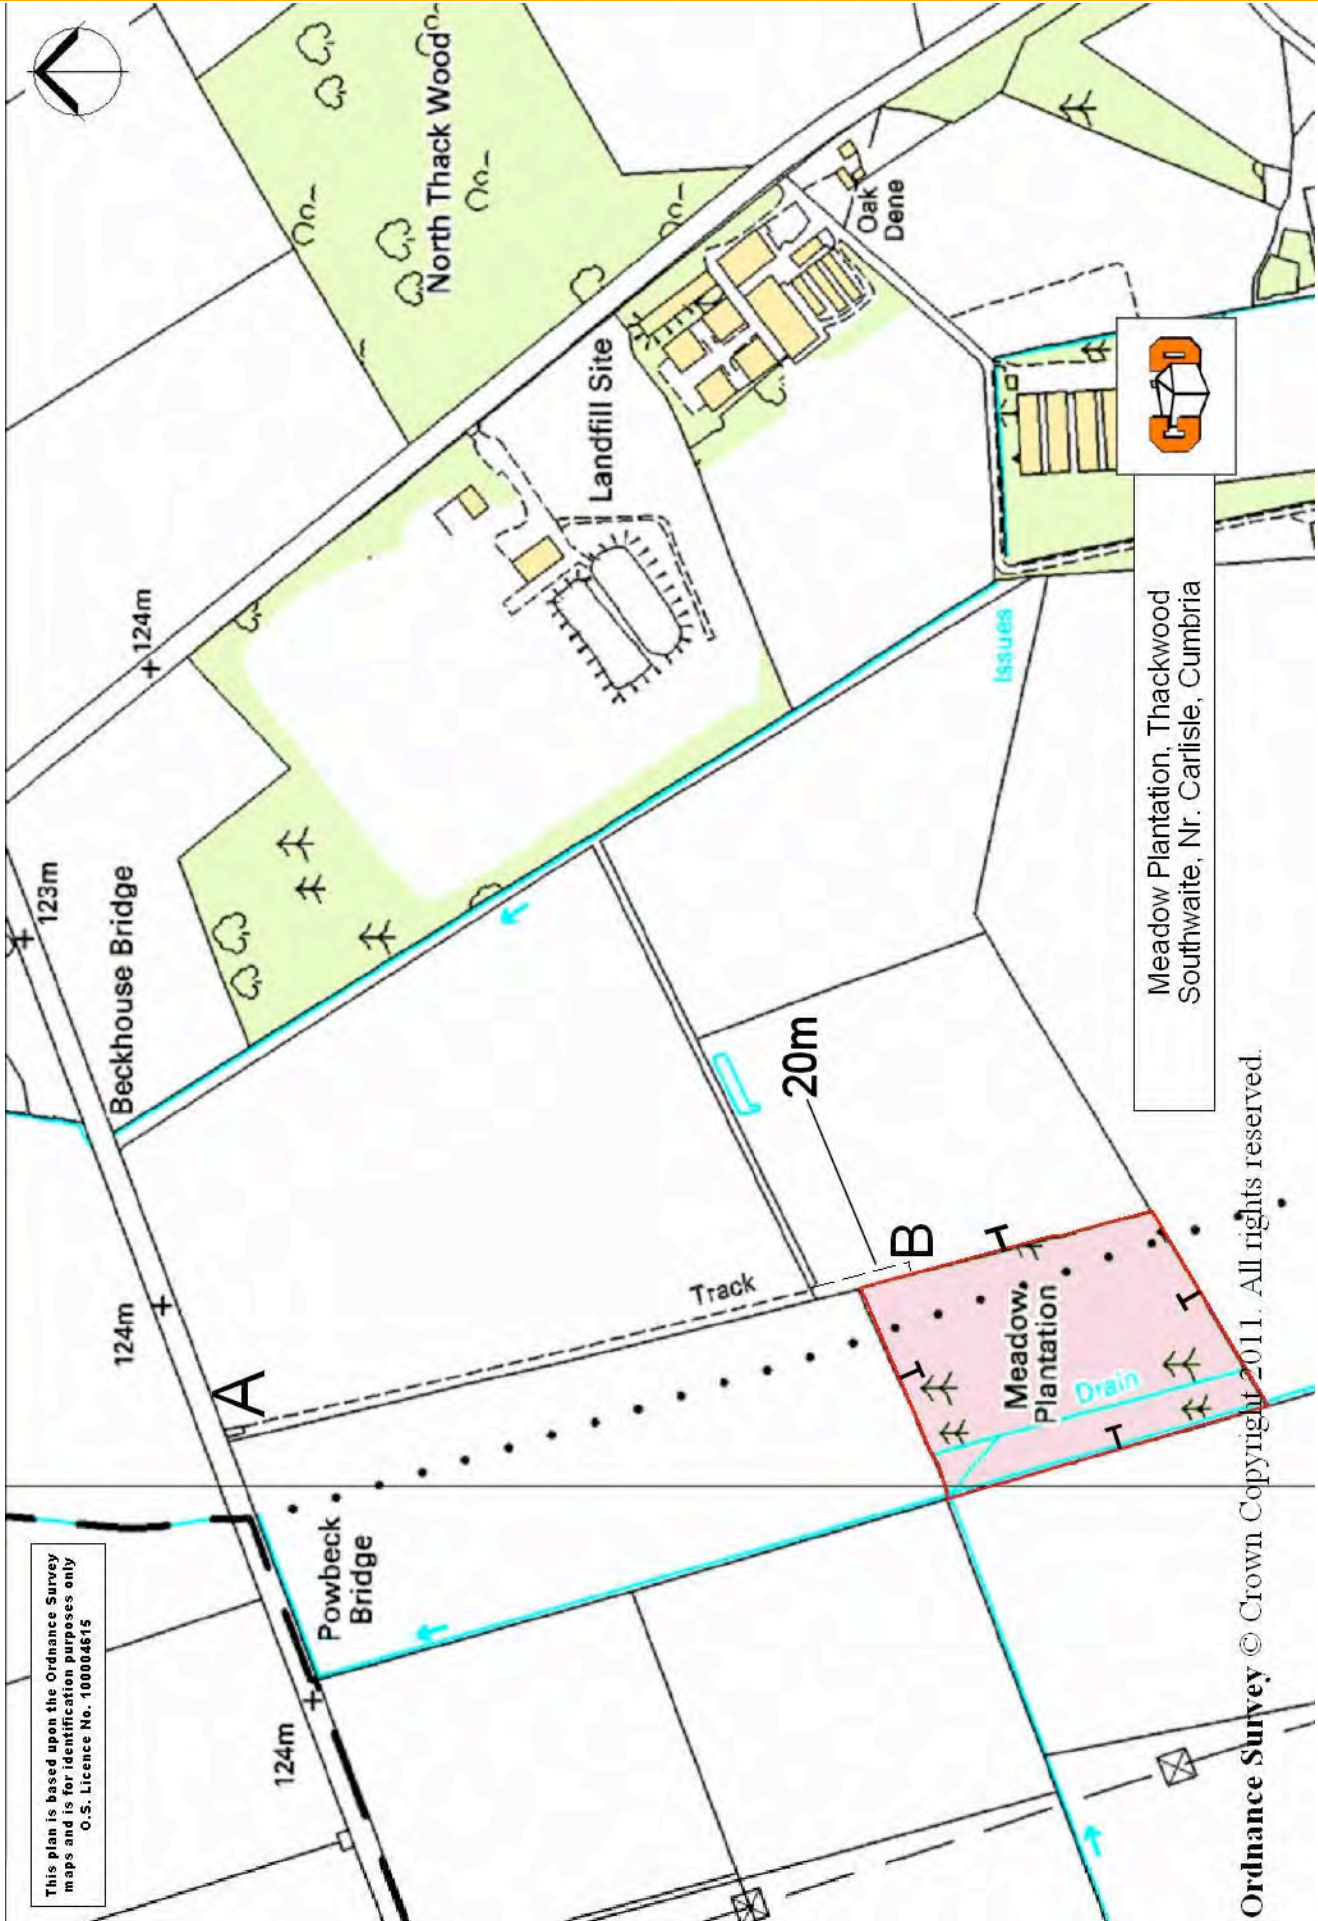 This plan is based upon the Ordnance Survey
maps and is for identification purposes only
O.S. Licence No. 100004615
124m
Powbeck
Bridge
124m
A
Beckhouse Bridge
123m
124m
North Thack Wood
Landfill Site
Oak
Dene
Track
20m
B
Issues
Meadow
Plantation
Drain
Meadow Plantation, Thackwood
Southwaite, Nr. Carlisle, Cumbria
Ordnance Survey © Crown Copyright 2011. All rights reserved.